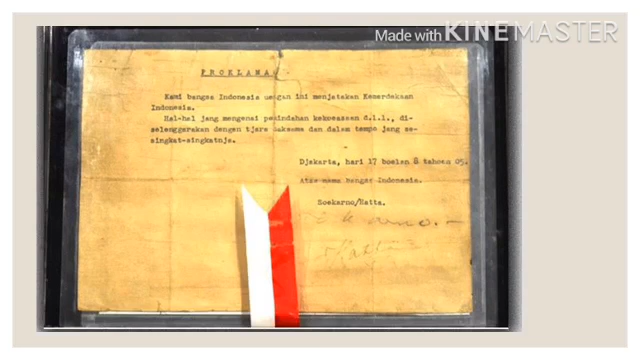 Made with KINEMASTER
PROKLAMA
Kami bangsa Indonesia dengan ini menjatakan Kemerdekaan
Indonesia.
Hal-hal jang mengenai pemindahan kekoeasaan d.l.l., di-
selenggarakan dengan tjara saksama dan dalam tempo jang se-
singkat-singkatnja.
Djakarta, hari 17 boelan 8 tahoen 05.
Atas nama bangsa Indonesia.
Soekarno/Hatta.